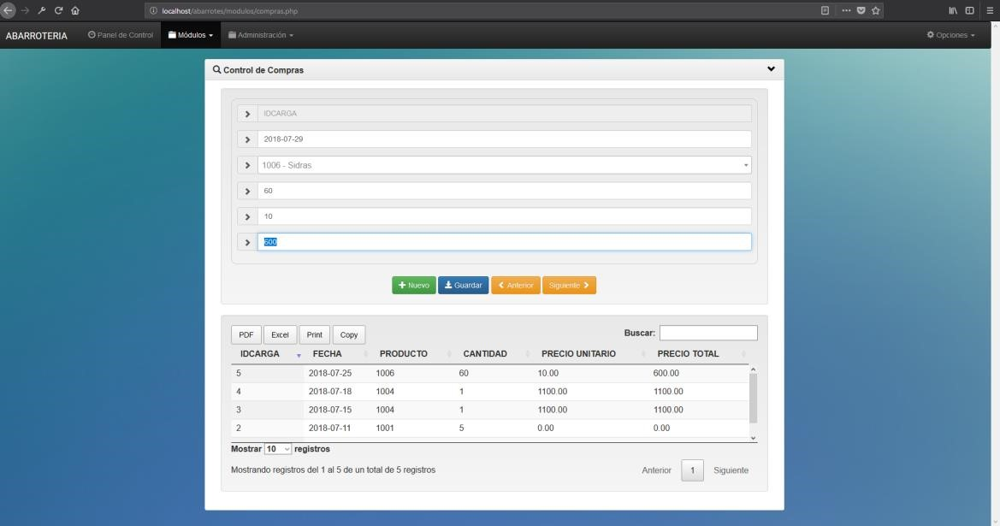 localhost/abarrotes/modulos/compras.php
ABARROTERIA Panel de Control Módulos Administración Opciones
Control de Compras
IDCARGA
2018-07-29
1006 - Sidras
60
10
600
Nuevo Guardar Anterior Siguiente
PDF Excel Print Copy Buscar:
IDCARGA FECHA PRODUCTO CANTIDAD PRECIO UNITARIO PRECIO TOTAL
5 2018-07-25 1006 60 10.00 600.00
4 2018-07-18 1004 1 1100.00 1100.00
3 2018-07-15 1004 1 1100.00 1100.00
2 2018-07-11 1001 5 0.00 0.00
Mostrar 10 registros
Mostrando registros del 1 al 5 de un total de 5 registros Anterior 1 Siguiente